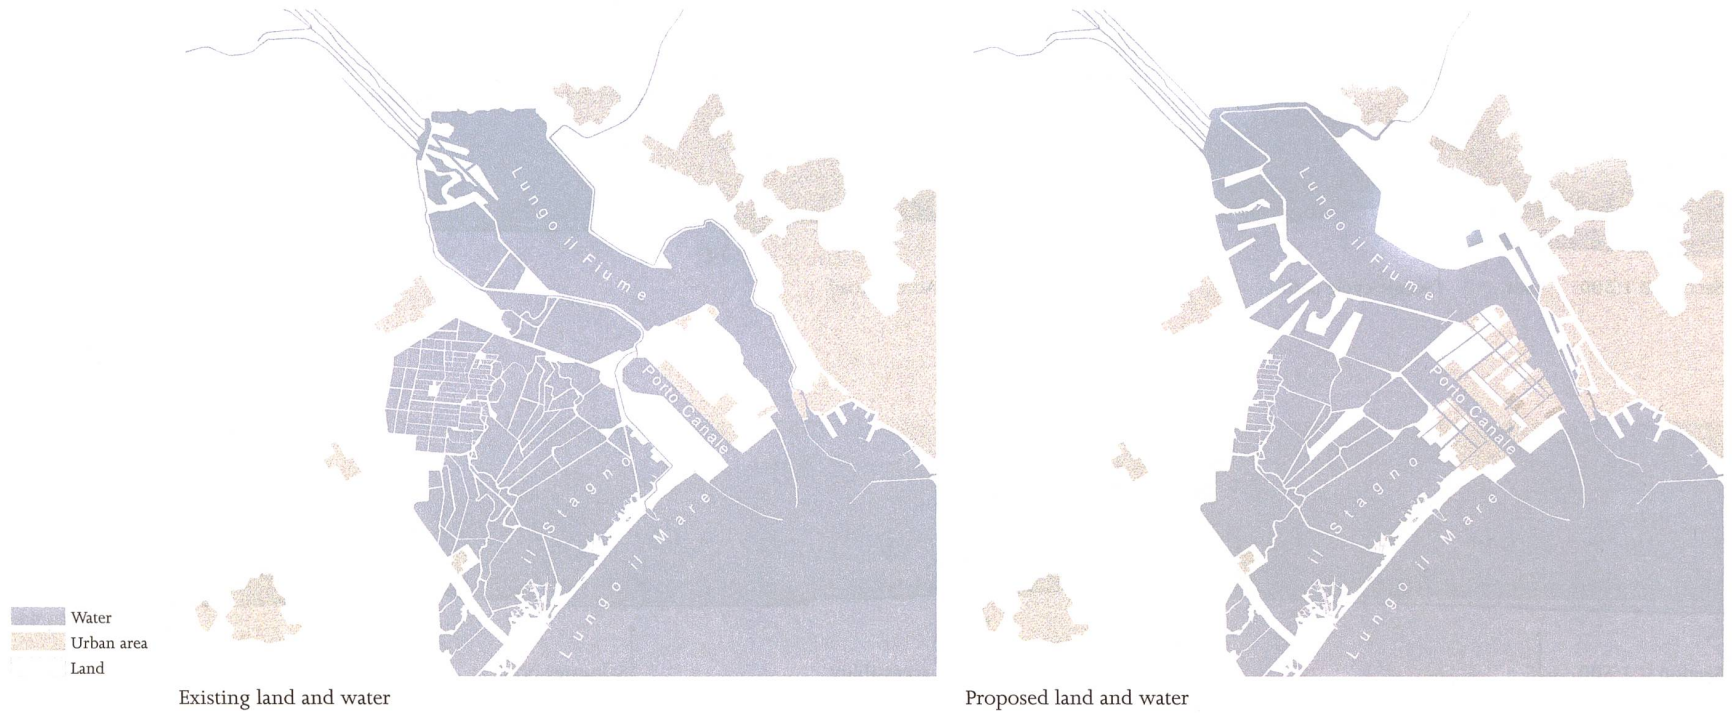 Lungo il Fiume
Porto Canale
il Stagno
Lungo il Mare
Water
Urban area
Land
Existing land and water
Lungo il Fiume
Porto Canale
il Stagno
Lungo il Mare
Proposed land and water